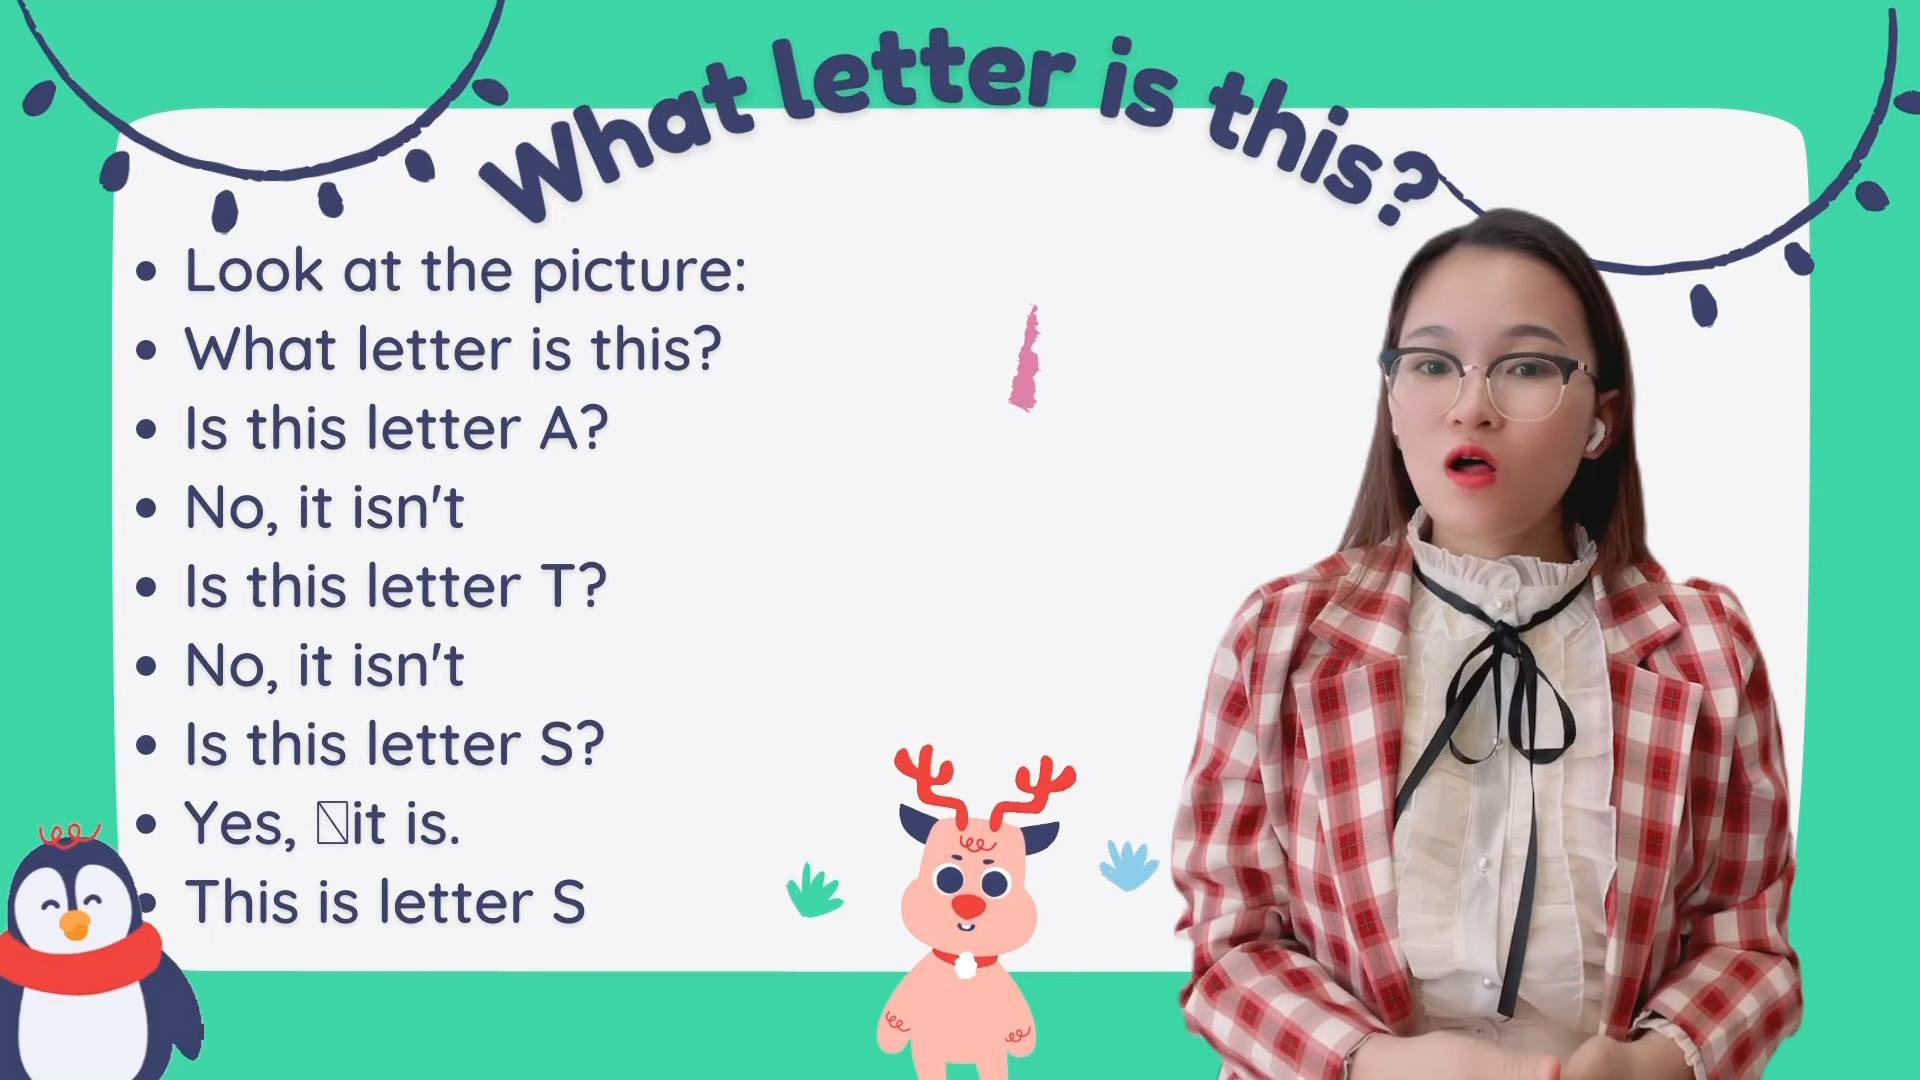 What letter is this?
Look at the picture:
What letter is this?
Is this letter A?
No, it isn't
Is this letter T?
No, it isn't
Is this letter S?
Yes, it is.
This is letter S